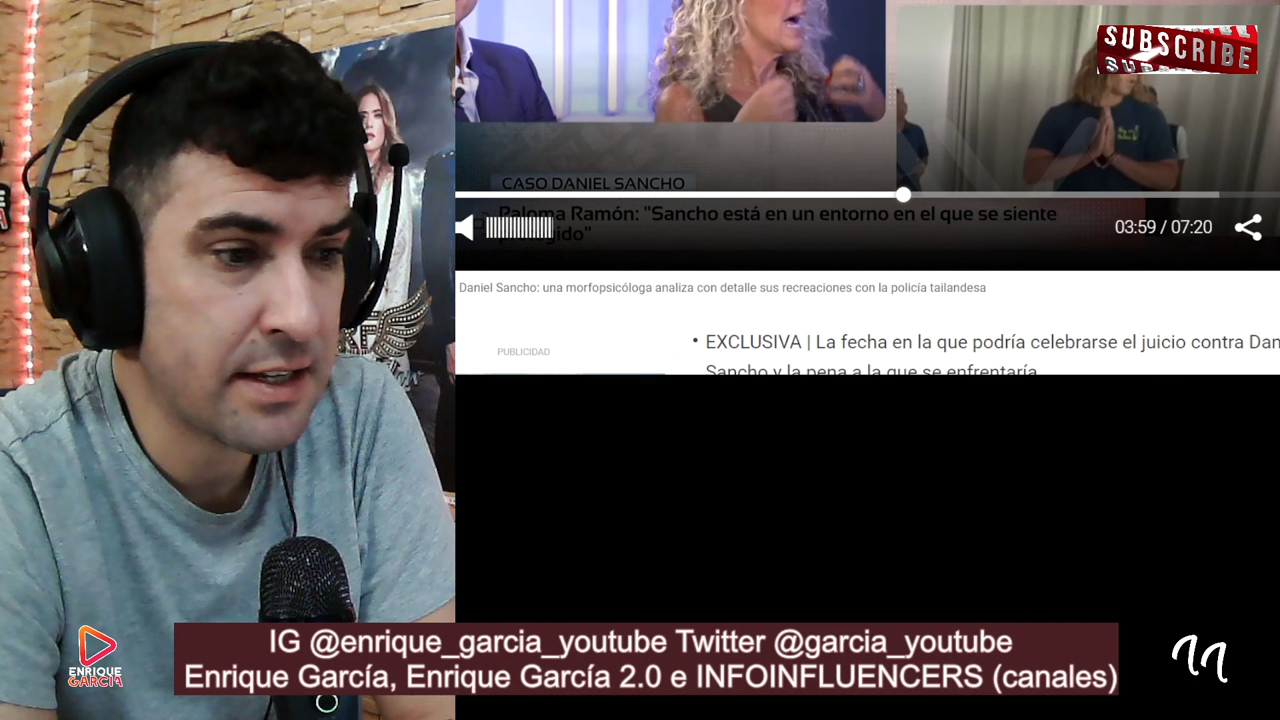 SUBSCRIBE
CASO DANIEL SANCHO
Paloma Ramón: "Sancho está en un entorno en el que se siente
protegido"
03:59 / 07:20
Daniel Sancho: una morfopsicóloga analiza con detalle sus recreaciones con la policía tailandesa
PUBLICIDAD
• EXCLUSIVA | La fecha en la que podría celebrarse el juicio contra Dan
Sancho y la pena a la que se enfrentaría
ENRIQUE
GARCÍA
IG @enrique_garcia_youtube Twitter @garcia_youtube
Enrique García, Enrique García 2.0 e INFOINFLUENCERS (canales)